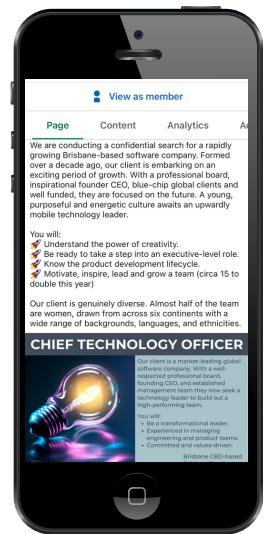 View as member
Page Content Analytics
We are conducting a confidential search for a rapidly
growing Brisbane-based software company. Formed
over a decade ago, our client is embarking on an
exciting period of growth. With a professional board,
inspirational founder CEO, blue-chip global clients and
well funded, they are focused on the future. A young,
purposeful and energetic culture awaits an upwardly
mobile technology leader.
You will:
🚀 Understand the power of creativity.
🚀 Be ready to take a step into an executive-level role.
🚀 Know the product development lifecycle.
🚀 Motivate, inspire, lead and grow a team (circa 15 to
double this year)
Our client is genuinely diverse. Almost half of the team
are women, drawn from across six continents with a
wide range of backgrounds, languages, and ethnicities.
CHIEF TECHNOLOGY OFFICER
Our client is a market-leading global
software company. With a well-
respected professional board,
founding CEO, and established
management team they now seek a
technology leader to build out a
high-performing team.
You will:
• Be a transformational leader.
• Experienced in managing
engineering and product teams.
• Committed and values-driven.
Brisbane CBD-based